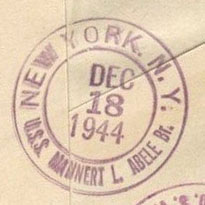 NEW YORK. N.Y.
DEC
18
1944
U.S.S. MANNERT L. ABELE Br.